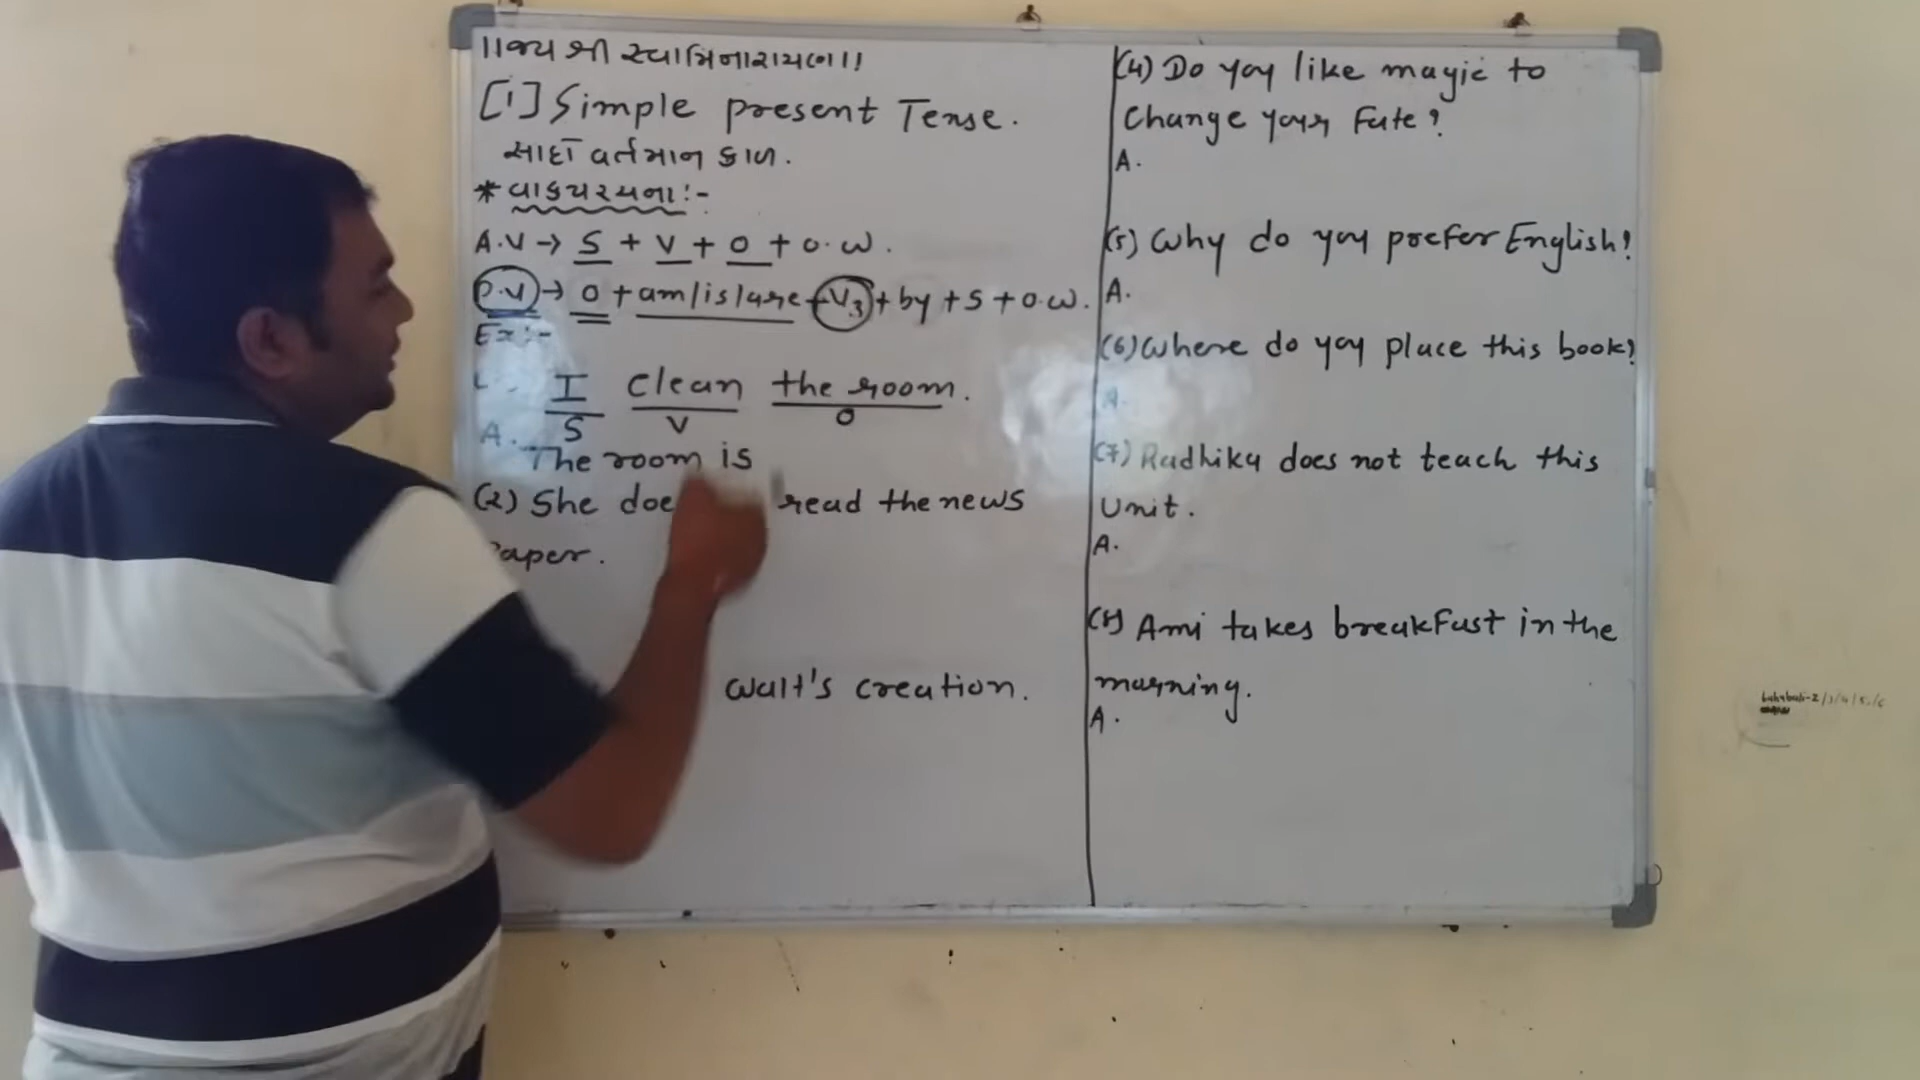 ॥જય શ્રી સ્વામિનારાયણ॥
[1] Simple present Tense.
સાદો વર્તમાન કાળ.
* વાક્યરચના:-
A.V → S + V + O + O.W.
P.V → O + am/is/are + V3 + by + S + O.W.
Ex:-
I clean the room.
S V O
A. The room is
(2) She doe read the news
Paper.
Walt's creation.
(4) Do you like magic to
Change your Fate?
A.
(5) Why do you prefer English?
A.
(6) Where do you place this book?
A.
(7) Radhika does not teach this
Unit.
A.
(8) Ami takes breakfast in the
morning.
A.